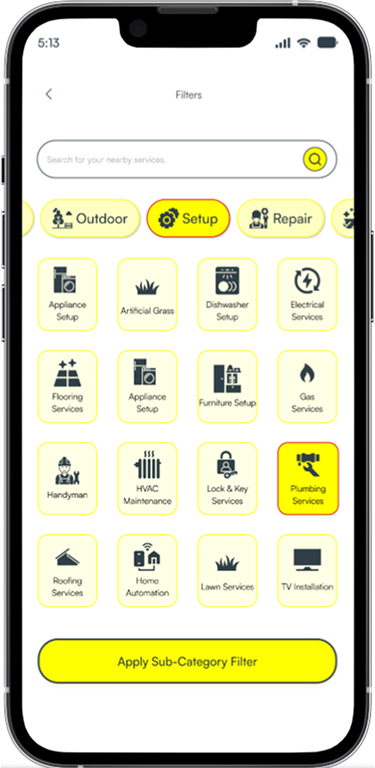 5:13
Filters
Search for your nearby services.
Outdoor Setup Repair
Appliance Setup
Artificial Grass
Dishwasher Setup
Electrical Services
Flooring Services
Appliance Setup
Furniture Setup
Gas Services
Handyman
HVAC Maintenance
Lock & Key Services
Plumbing Services
Roofing Services
Home Automation
Lawn Services
TV Installation
Apply Sub-Category Filter